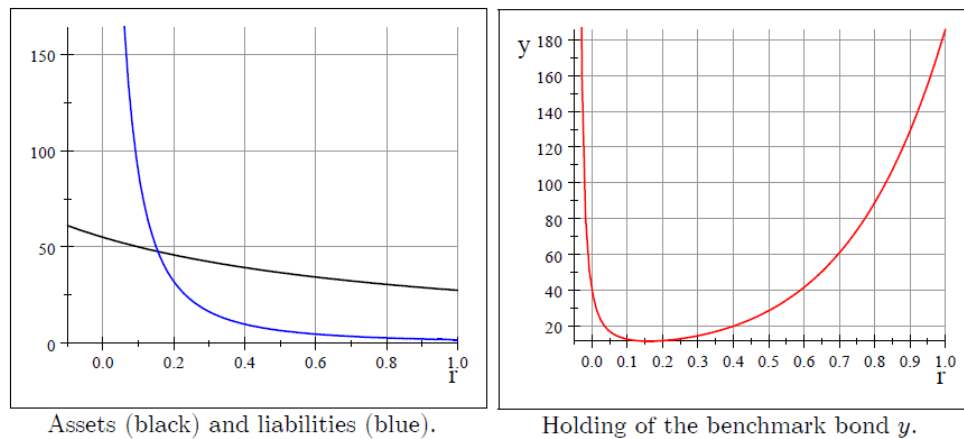 150
100
50
0
0.0 0.2 0.4 0.6 0.8 1.0
r
Assets (black) and liabilities (blue).
y
180
160
140
120
100
80
60
40
20
0.0 0.1 0.2 0.3 0.4 0.5 0.6 0.7 0.8 0.9 1.0
r
Holding of the benchmark bond y.